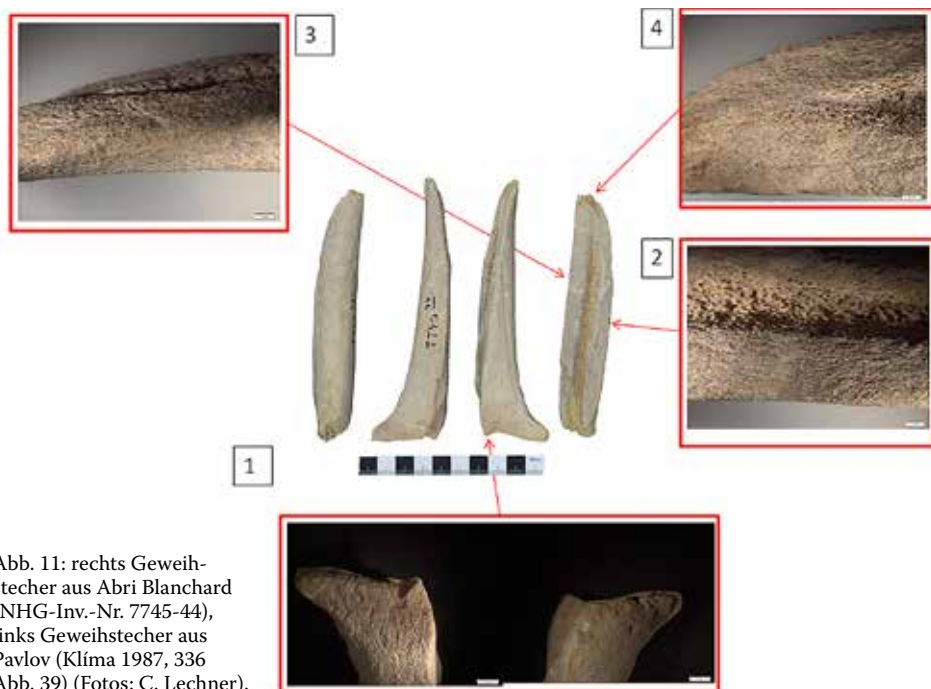 3
4
2
1
Abb. 11: rechts Geweih-
stecher aus Abri Blanchard
NHG-Inv.-Nr. 7745-44),
inks Geweihstecher aus
Pavlov (Klíma 1987, 336
Abb. 39) (Fotos: C. Lechner).